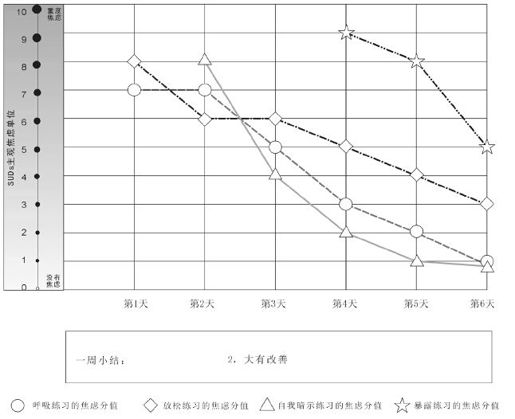 10
重度
焦虑
9
8
7
6
5
4
3
2
1
0
没有
焦虑
SUDs主观焦虑单位
第1天 第2天 第3天 第4天 第5天 第6天
一周小结: 2. 大有改善
呼吸练习的焦虑分值 放松练习的焦虑分值 自我暗示练习的焦虑分值 暴露练习的焦虑分值